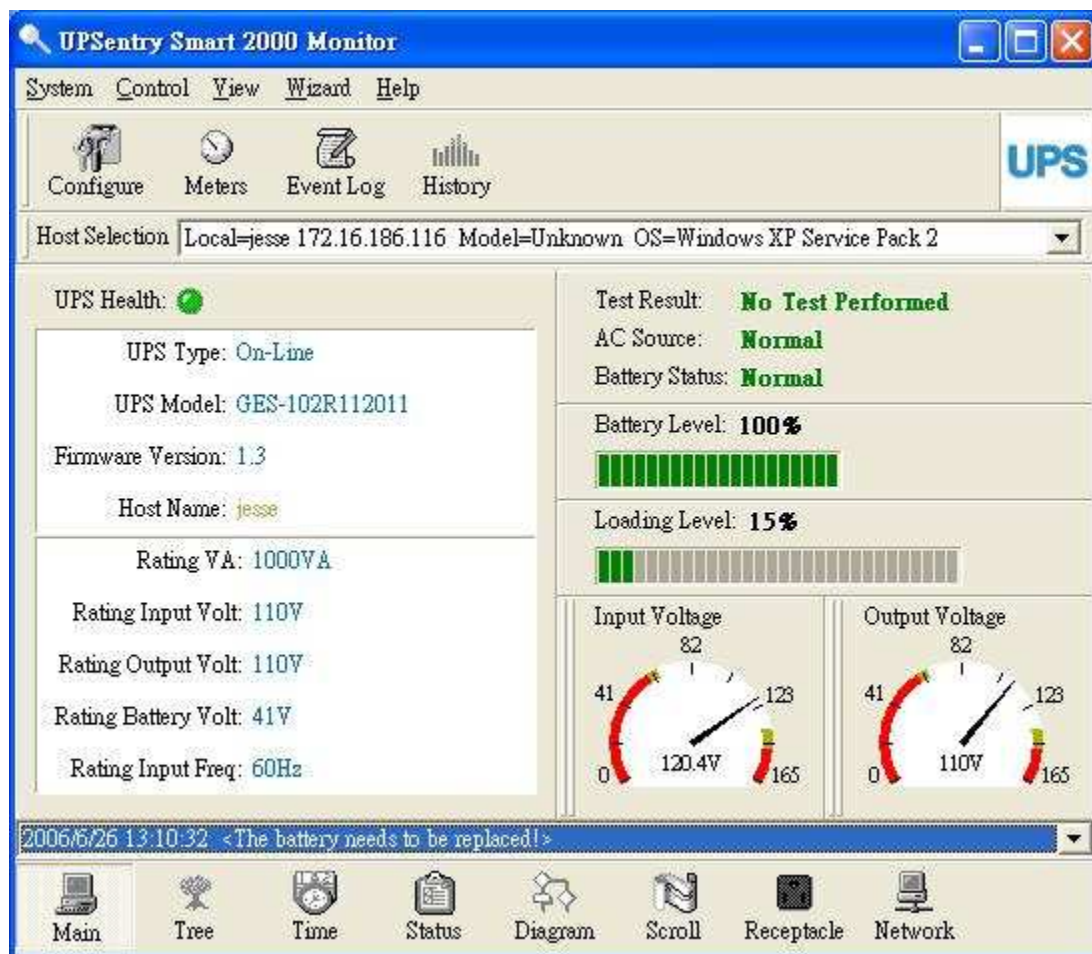 UPSentry Smart 2000 Monitor
System Control View Wizard Help
Configure Meters Event Log History
UPS
Host Selection Local=jesse 172.16.186.116 Model=Unknown OS=Windows XP Service Pack 2
UPS Health:
UPS Type: On-Line
UPS Model: GES-102R112011
Firmware Version: 1.3
Host Name: jesse
Rating VA: 1000VA
Rating Input Volt: 110V
Rating Output Volt: 110V
Rating Battery Volt: 41V
Rating Input Freq: 60Hz
Test Result: No Test Performed
AC Source: Normal
Battery Status: Normal
Battery Level: 100%
Loading Level: 15%
Input Voltage
82
41 123
120.4V
0 165
Output Voltage
82
41 123
110V
0 165
2006/6/26 13:10:32 <The battery needs to be replaced!>
Main Tree Time Status Diagram Scroll Receptacle Network